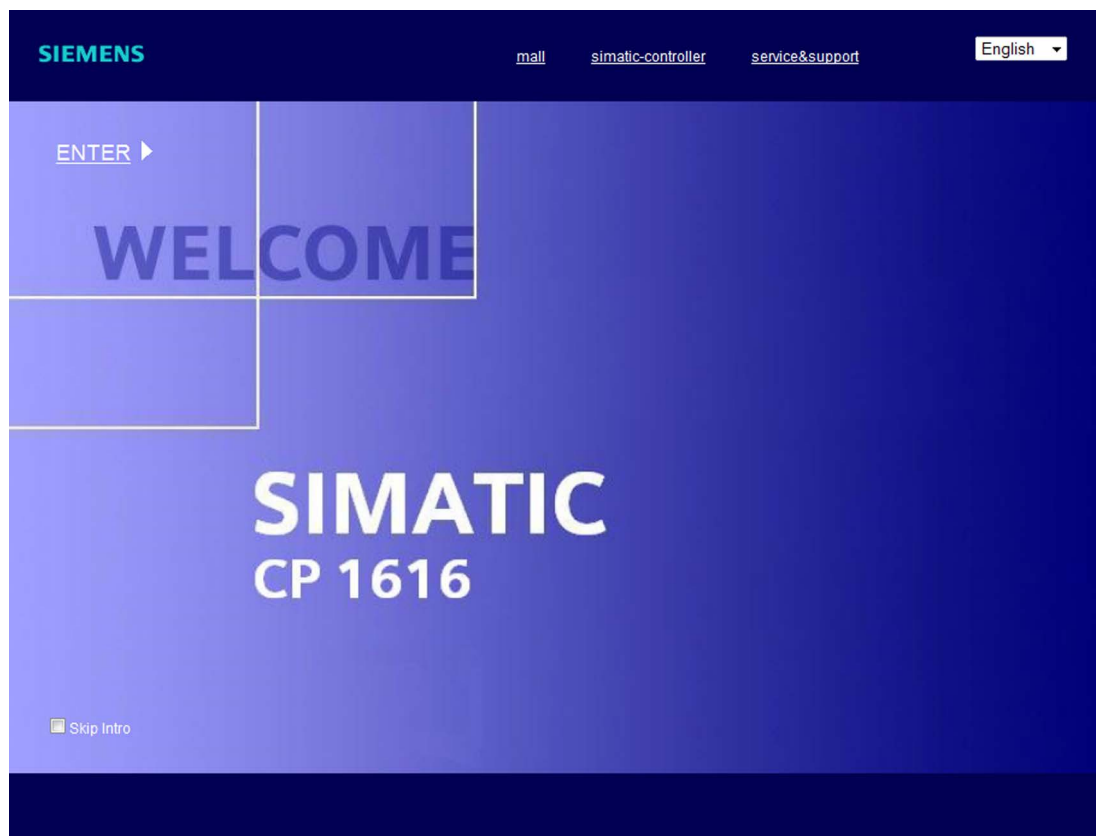 SIEMENS
mall simatic-controller service&support
English
ENTER
WELCOME
SIMATIC
CP 1616
Skip Intro